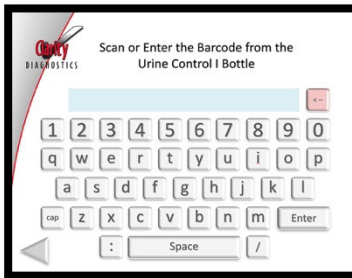 Clarity
DIAGNOSTICS
Scan or Enter the Barcode from the
Urine Control I Bottle
<--
1 2 3 4 5 6 7 8 9 0
q w e r t y u i o p
a s d f g h j k l
cap z x c v b n m Enter
: Space /